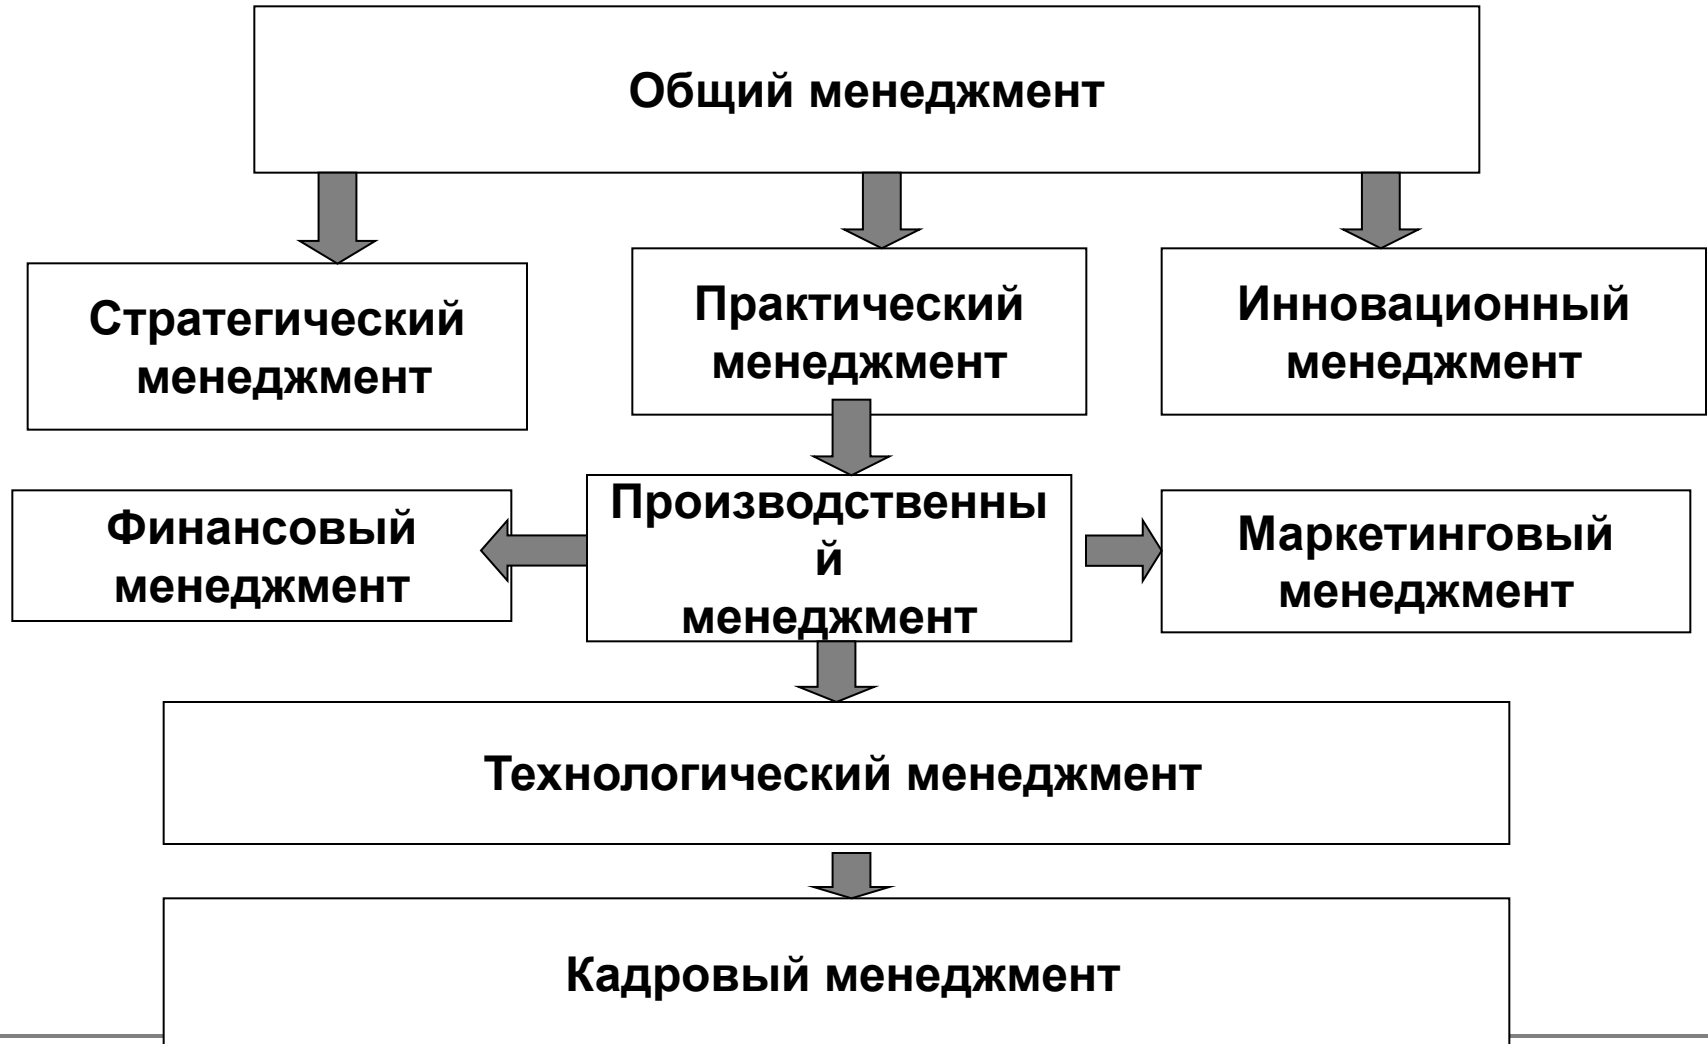 Общий менеджмент
Стратегический
менеджмент
Практический
менеджмент
Инновационный
менеджмент
Финансовый
менеджмент
Производственны
й
менеджмент
Маркетинговый
менеджмент
Технологический менеджмент
Кадровый менеджмент